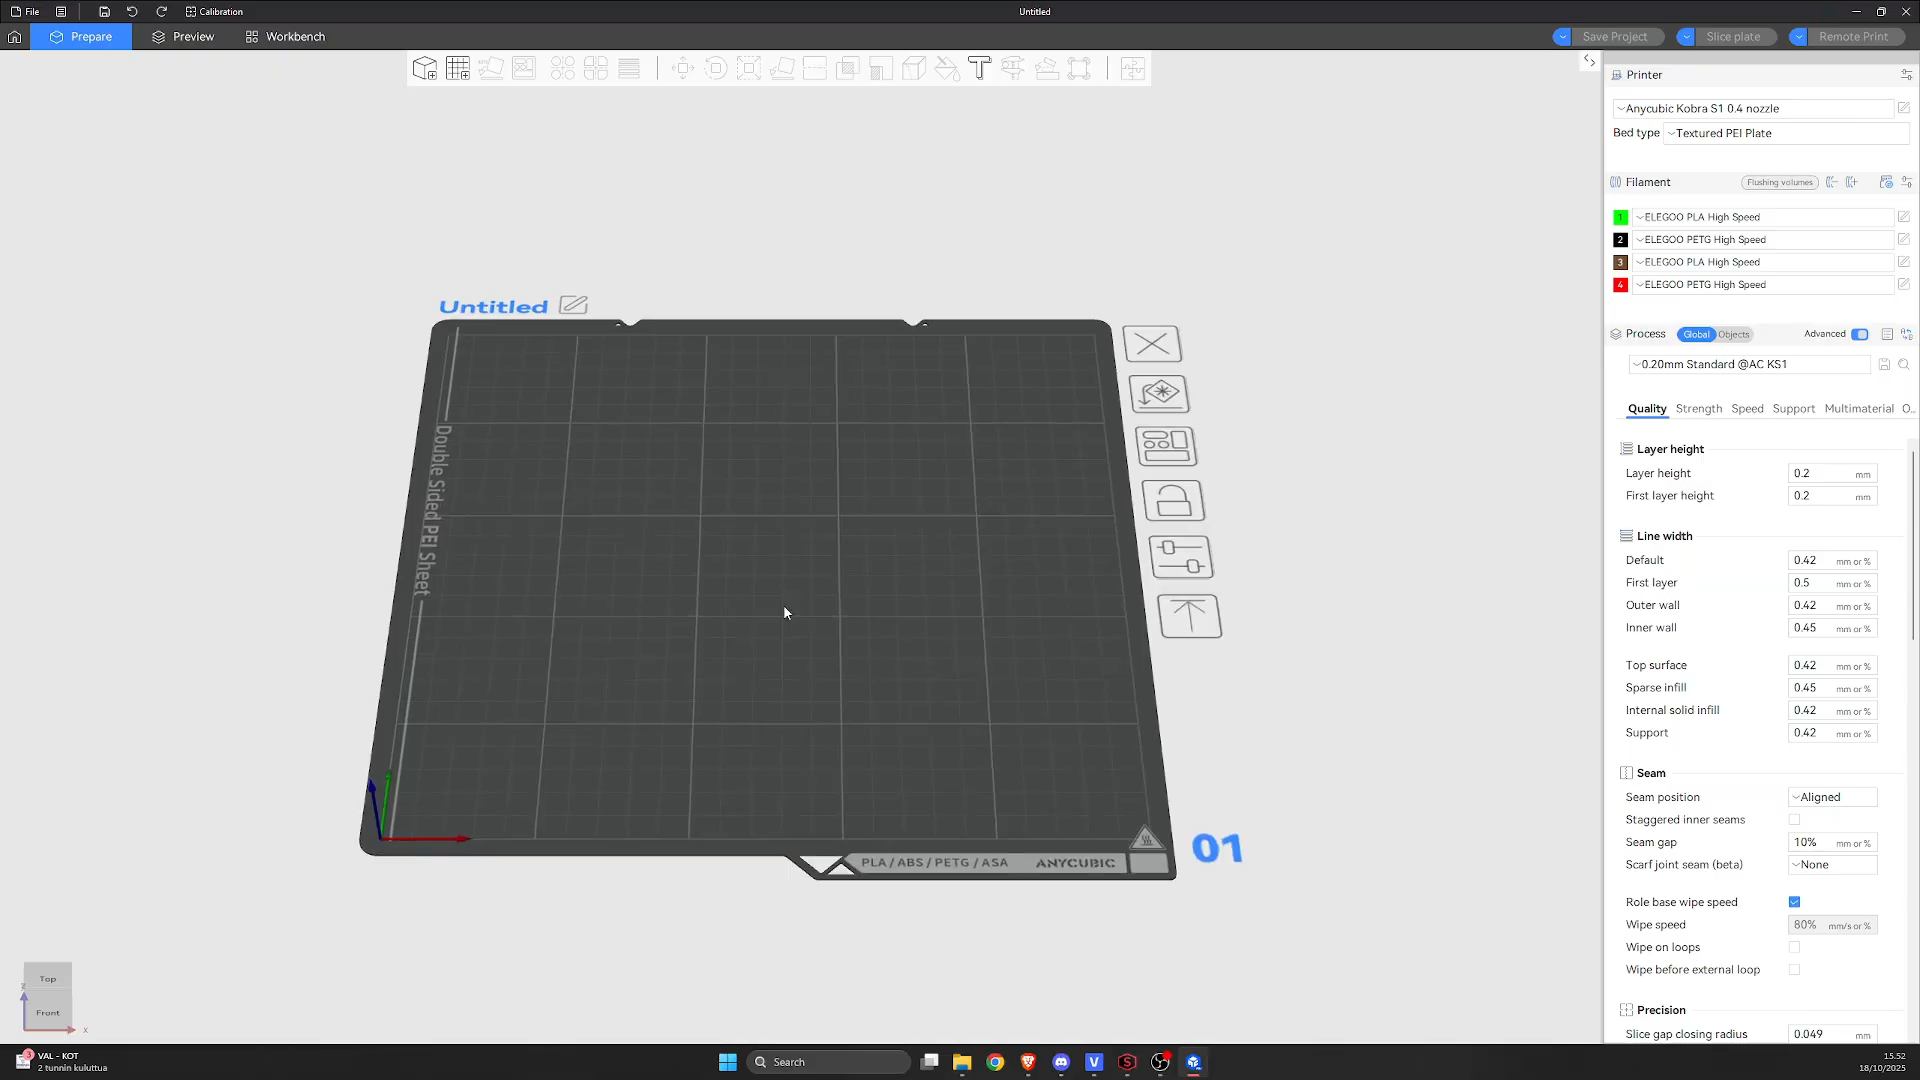 File
Calibration
Untitled
Prepare
Preview
Workbench
Save Project
Slice plate
Remote Print
Printer
Anycubic Kobra S1 0.4 nozzle
Bed type
Textured PEI Plate
Filament
Flushing volumes
1 ELEGOO PLA High Speed
2 ELEGOO PETG High Speed
3 ELEGOO PLA High Speed
4 ELEGOO PETG High Speed
Process Global Objects Advanced
0.20mm Standard @AC KS1
Quality Strength Speed Support Multimaterial O...
Layer height
Layer height 0.2 mm
First layer height 0.2 mm
Line width
Default 0.42 mm or %
First layer 0.5 mm or %
Outer wall 0.42 mm or %
Inner wall 0.45 mm or %
Top surface 0.42 mm or %
Sparse infill 0.45 mm or %
Internal solid infill 0.42 mm or %
Support 0.42 mm or %
Seam
Seam position Aligned
Staggered inner seams
Seam gap 10% mm or %
Scarf joint seam (beta) None
Role base wipe speed
Wipe speed 80% mm/s or %
Wipe on loops
Wipe before external loop
Precision
Slice gap closing radius 0.049 mm
Untitled
Double Sided PEI Sheet
PLA / ABS / PETG / ASA ANYCUBIC
01
Top
Front
z
x
3
VAL - KOT
2 tunnin kuluttua
Search
15.52
18/10/2025